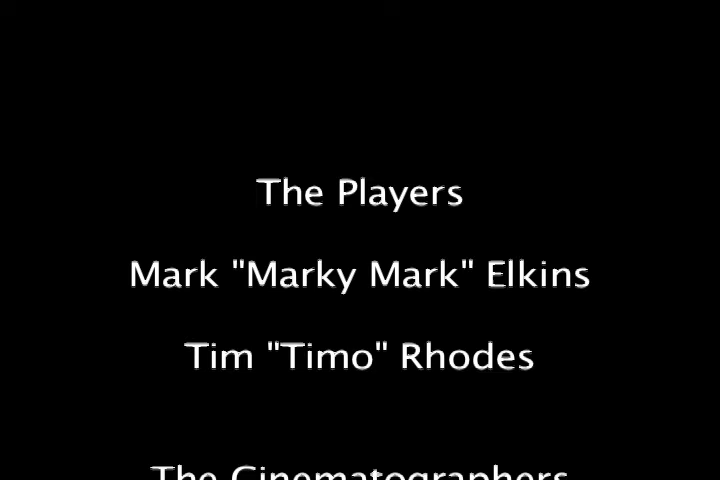 The Players
Mark "Marky Mark" Elkins
Tim "Timo" Rhodes
The Cinematographers